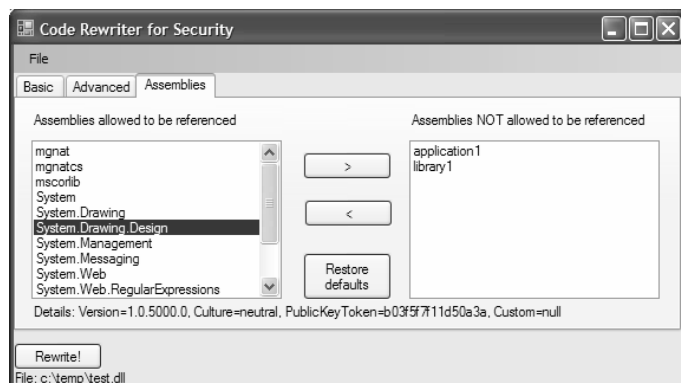 Code Rewriter for Security
File
Basic Advanced Assemblies
Assemblies allowed to be referenced
Assemblies NOT allowed to be referenced
mgnat
mgnatcs
mscorlib
System
System.Drawing
System.Drawing.Design
System.Management
System.Messaging
System.Web
System.Web.RegularExpressions
>
<
Restore
defaults
application1
library1
Details: Version=1.0.5000.0, Culture=neutral, PublicKeyToken=b03f5f7f11d50a3a, Custom=null
Rewrite!
File: c:\temp\test.dll